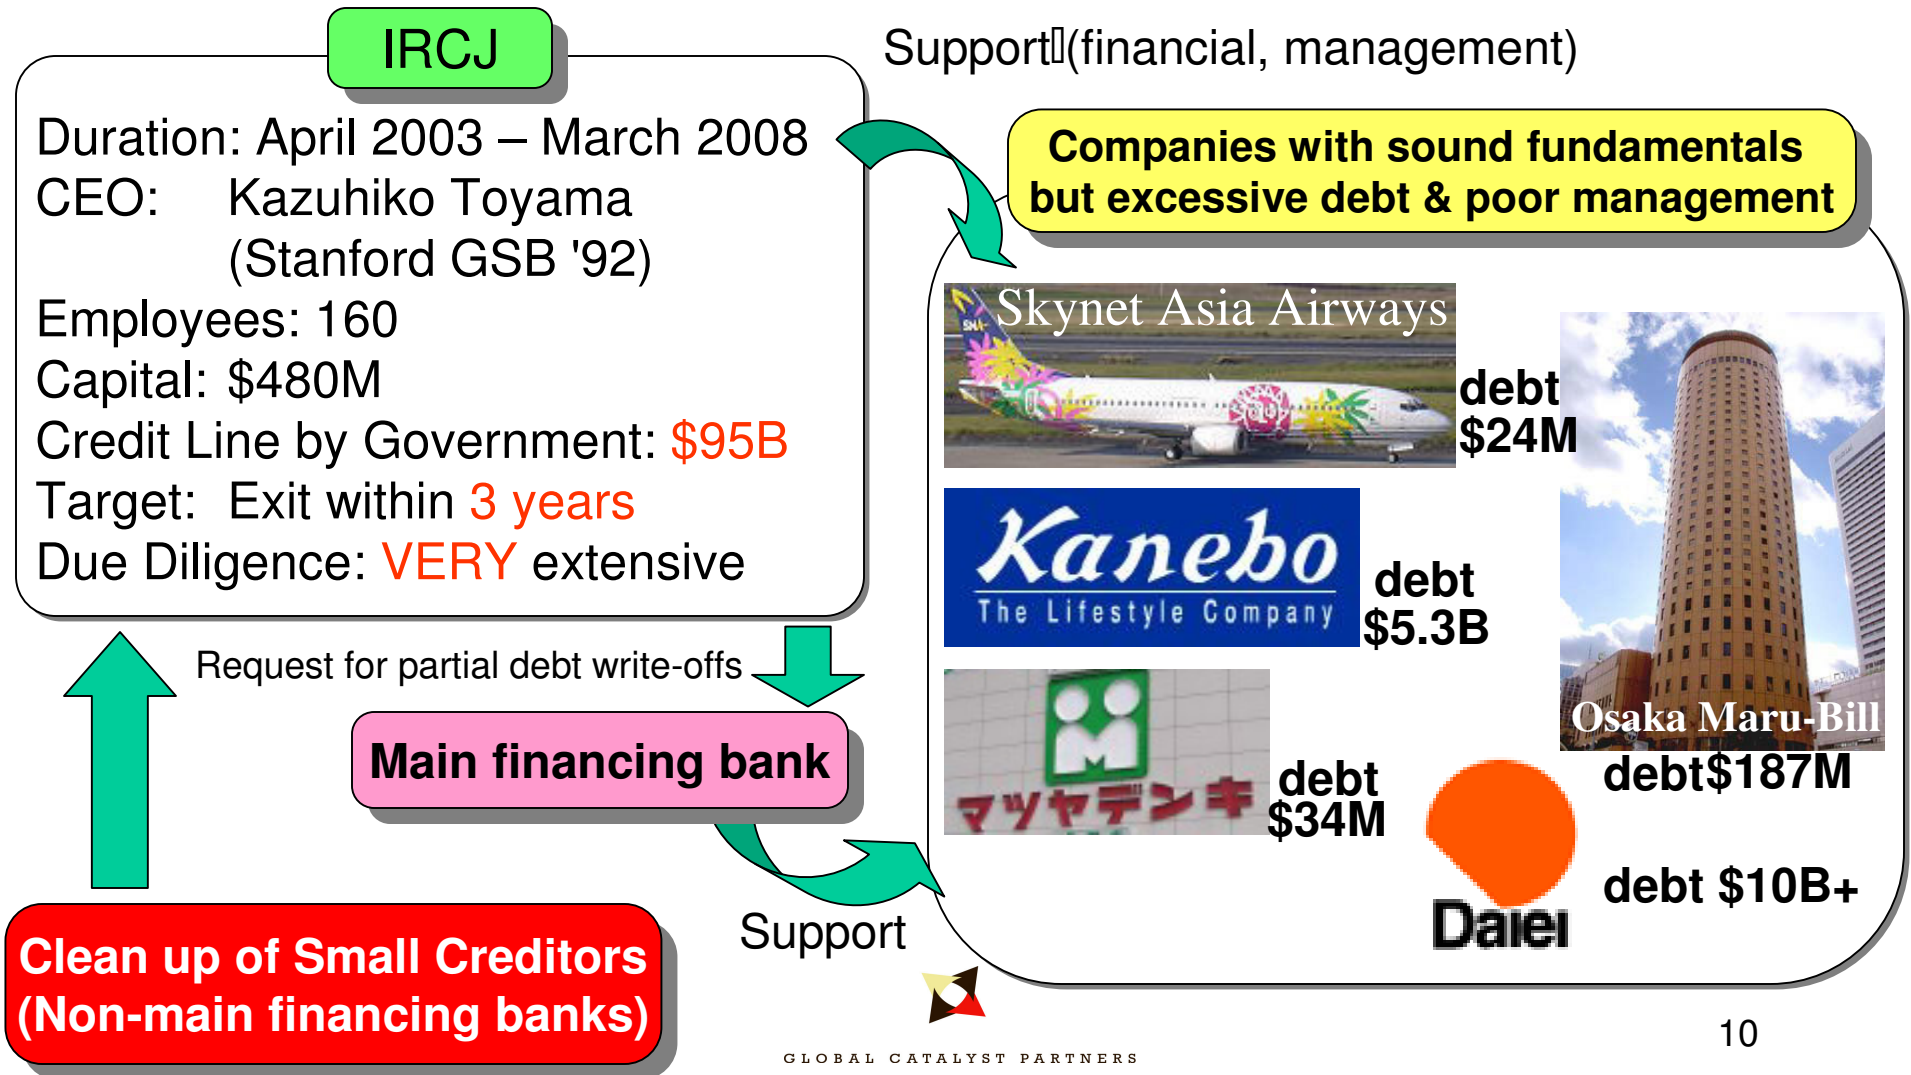 IRCJ
Duration: April 2003 – March 2008
CEO: Kazuhiko Toyama
(Stanford GSB '92)
Employees: 160
Capital: $480M
Credit Line by Government: $95B
Target: Exit within 3 years
Due Diligence: VERY extensive
Support (financial, management)
Companies with sound fundamentals
but excessive debt & poor management
Skynet Asia Airways
SNA
debt
$24M
Kanebo
The Lifestyle Company
debt
$5.3B
マツヤデンキ
debt
$34M
Osaka Maru-Bill
debt$187M
Daiei
debt $10B+
Request for partial debt write-offs
Main financing bank
Support
Clean up of Small Creditors
(Non-main financing banks)
GLOBAL CATALYST PARTNERS
10